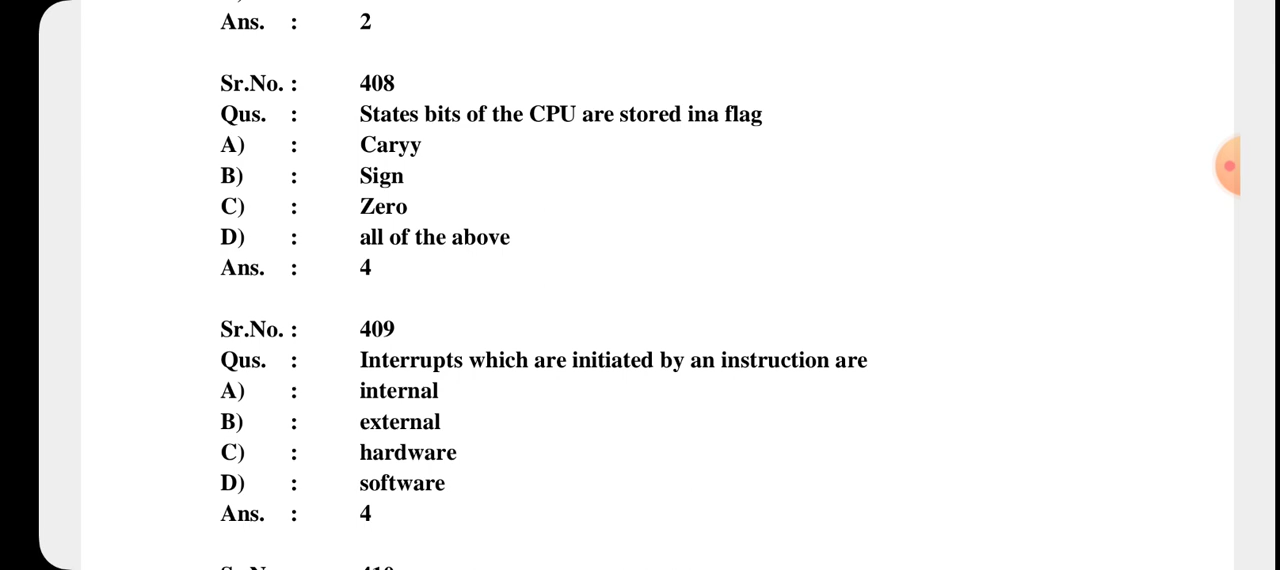 Ans. : 2
Sr.No. : 408
Qus. : States bits of the CPU are stored ina flag
A) : Caryy
B) : Sign
C) : Zero
D) : all of the above
Ans. : 4
Sr.No. : 409
Qus. : Interrupts which are initiated by an instruction are
A) : internal
B) : external
C) : hardware
D) : software
Ans. : 4